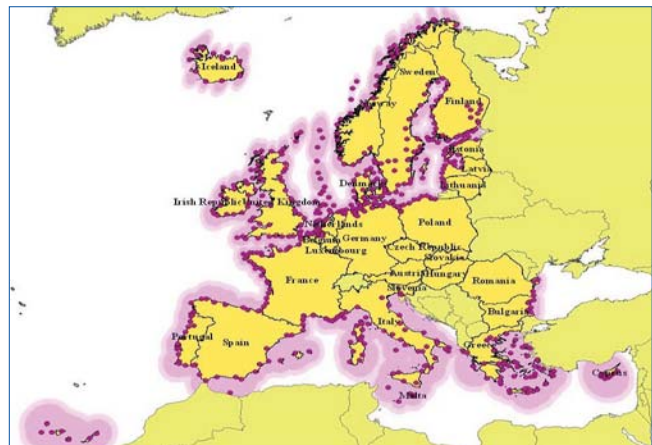 Iceland
Sweden
Norway
Finland
Estonia
Latvia
Lithuania
Denmark
Irish Republic
United Kingdom
Netherlands
Belgium
Germany
Luxembourg
Poland
Czech Republic
Slovakia
Austria
Hungary
Slovenia
France
Romania
Bulgaria
Italy
Portugal
Spain
Greece
Malta
Cyprus